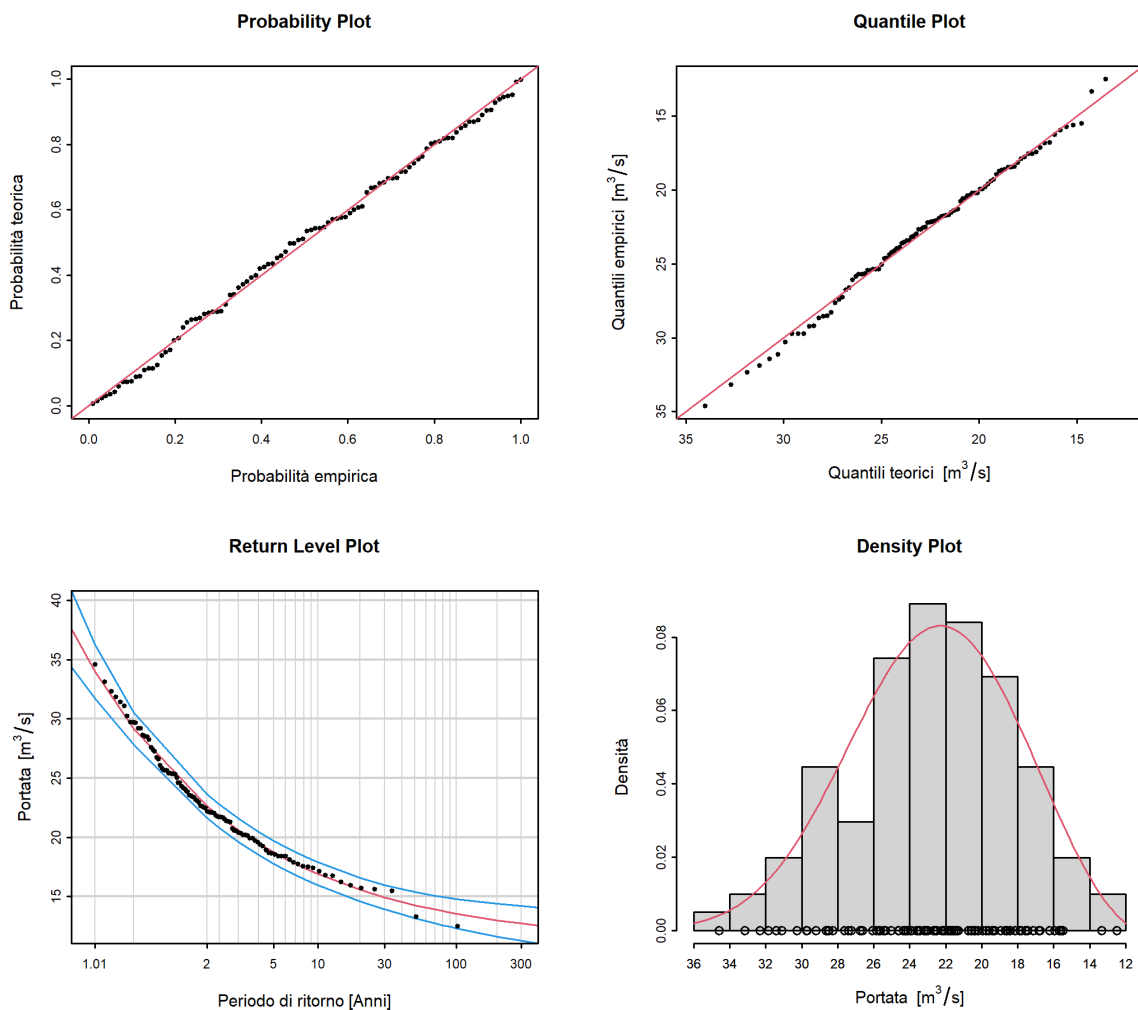 Probability Plot
Probabilità teorica
1.0
0.8
0.6
0.4
0.2
0.0
0.0 0.2 0.4 0.6 0.8 1.0
Probabilità empirica
Quantile Plot
Quantili empirici [m³/s]
15
20
25
30
35
35 30 25 20 15
Quantili teorici [m³/s]
Return Level Plot
Portata [m³/s]
40
35
30
25
20
15
1.01 2 5 10 30 100 300
Periodo di ritorno [Anni]
Density Plot
Densità
0.08
0.06
0.04
0.02
0.00
36 34 32 30 28 26 24 22 20 18 16 14 12
Portata [m³/s]